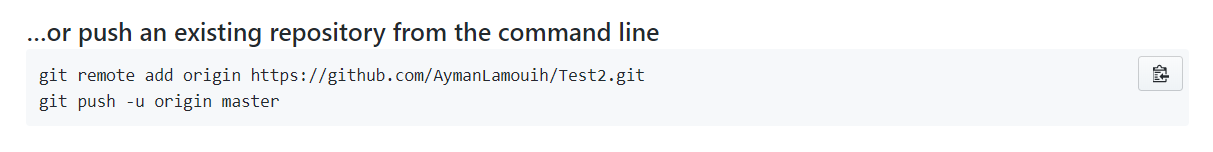 ...or push an existing repository from the command line
git remote add origin https://github.com/AymanLamouih/Test2.git
git push -u origin master